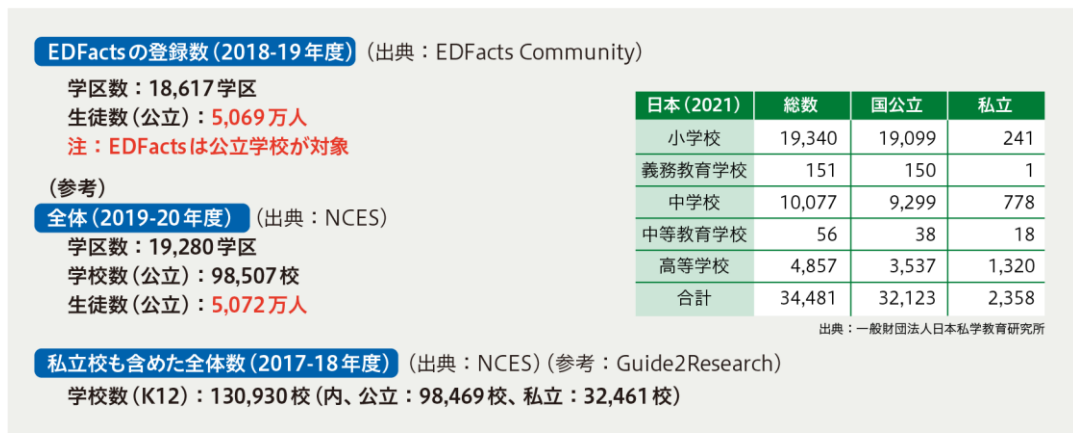 EDFactsの登録数(2018-19年度)(出典：EDFacts Community)
学区数：18,617学区
生徒数(公立)：5,069万人
注：EDFactsは公立学校が対象
(参考)
全体(2019-20年度)(出典：NCES)
学区数：19,280学区
学校数(公立)：98,507校
生徒数(公立)：5,072万人
日本(2021) 総数 国公立 私立
小学校 19,340 19,099 241
義務教育学校 151 150 1
中学校 10,077 9,299 778
中等教育学校 56 38 18
高等学校 4,857 3,537 1,320
合計 34,481 32,123 2,358
出典：一般財団法人日本私学教育研究所
私立校も含めた全体数(2017-18年度)(出典：NCES)(参考：Guide2Research)
学校数(K12)：130,930校(内、公立：98,469校、私立：32,461校)